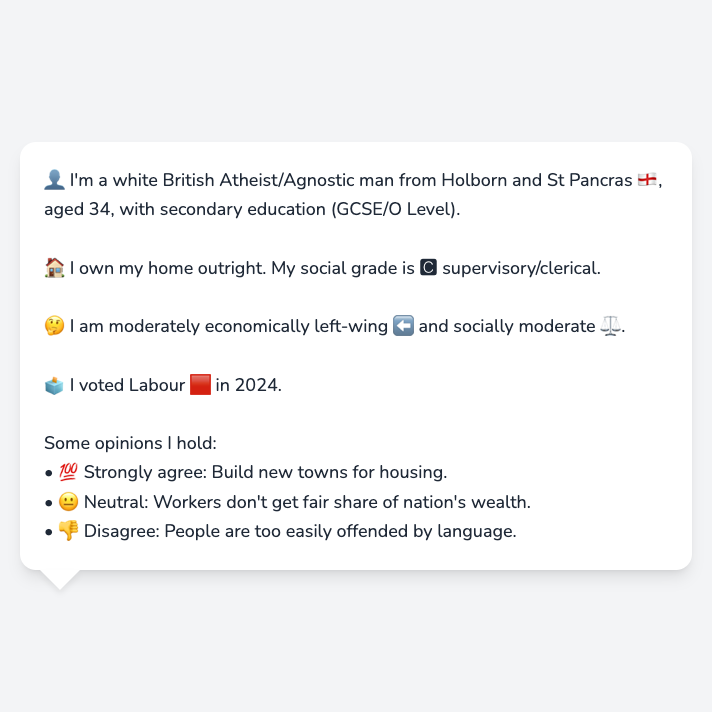 👤 I'm a white British Atheist/Agnostic man from Holborn and St Pancras 🏴󠁧󠁢󠁥󠁮󠁧󠁿,
aged 34, with secondary education (GCSE/O Level).
🏠 I own my home outright. My social grade is 🅲 supervisory/clerical.
🤔 I am moderately economically left-wing ⬅️ and socially moderate ⚖️.
🗳️ I voted Labour 🟥 in 2024.
Some opinions I hold:
• 💯 Strongly agree: Build new towns for housing.
• 😐 Neutral: Workers don't get fair share of nation's wealth.
• 👎 Disagree: People are too easily offended by language.